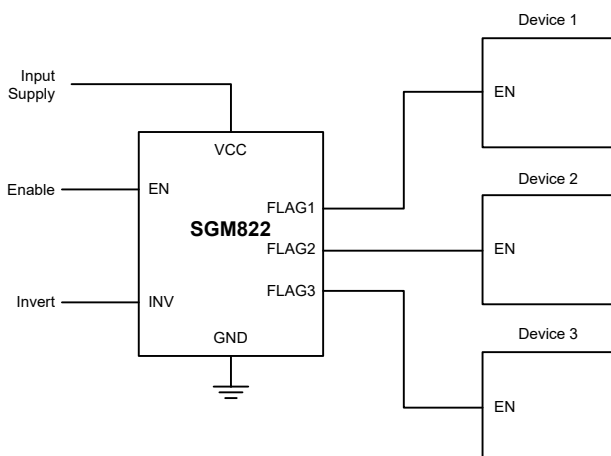 Device 1
Input
Supply
EN
VCC
Device 2
Enable
EN
FLAG1
SGM822
FLAG2
EN
FLAG3
Invert
INV
GND
Device 3
EN